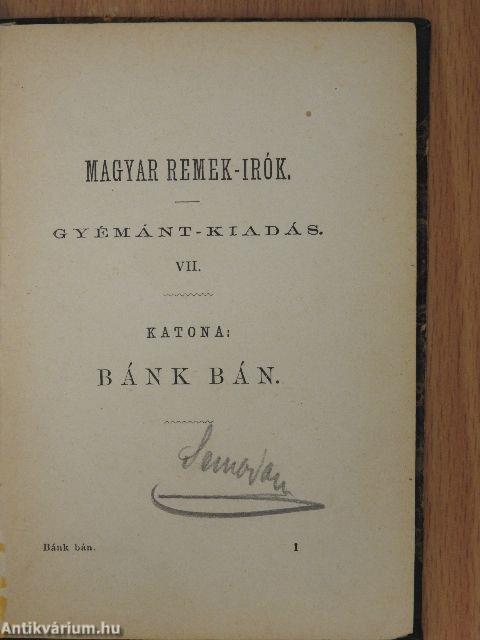 MAGYAR REMEK-IRÓK.
GYÉMÁNT-KIADÁS.
VII.
KATONA:
BÁNK BÁN.
Bánk bán. 1
Antikvárium.hu